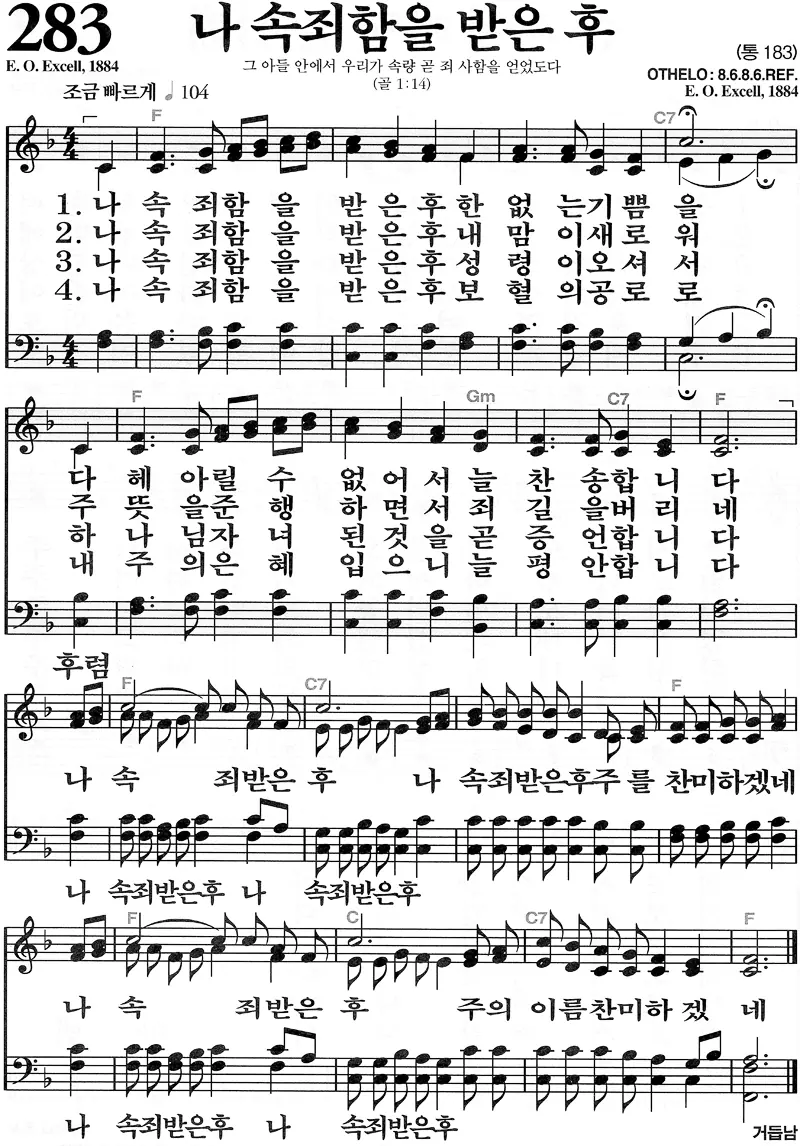 283 나 속죄함을 받은 후
(통 183)
E. O. Excell, 1884
그 아들 안에서 우리가 속량 곧 죄 사함을 얻었도다
(골 1:14)
OTHELO: 8.6.8.6.REF.
E. O. Excell, 1884
조금 빠르게 ♩ 104
F C7
1. 나 속 죄함 을 받 은 후 한 없 는기 쁨 을
2. 나 속 죄함 을 받 은 후 내 맘 이새 로 워
3. 나 속 죄함 을 받 은 후 성 령 이오 셔 서
4. 나 속 죄함 을 받 은 후 보 혈 의공 로 로
F Gm C7 F
다 헤 아릴 수 없 어 서 늘 찬 송합 니 다
주 뜻 을준 행 하 면 서 죄 길 을버 리 네
하 나 님자 녀 된 것 을 곧 증 언합 니 다
내 주 의은 혜 입 으 니 늘 평 안합 니 다
후렴
F C7 F
나 속 죄받은 후 나 속죄받은후주 를 찬미하겠네
나 속죄받은후 나 속죄받은후
F C C7 F
나 속 죄받은 후 주의 이름찬미하 겠 네
나 속죄받은후 나 속죄받은후
거듭남